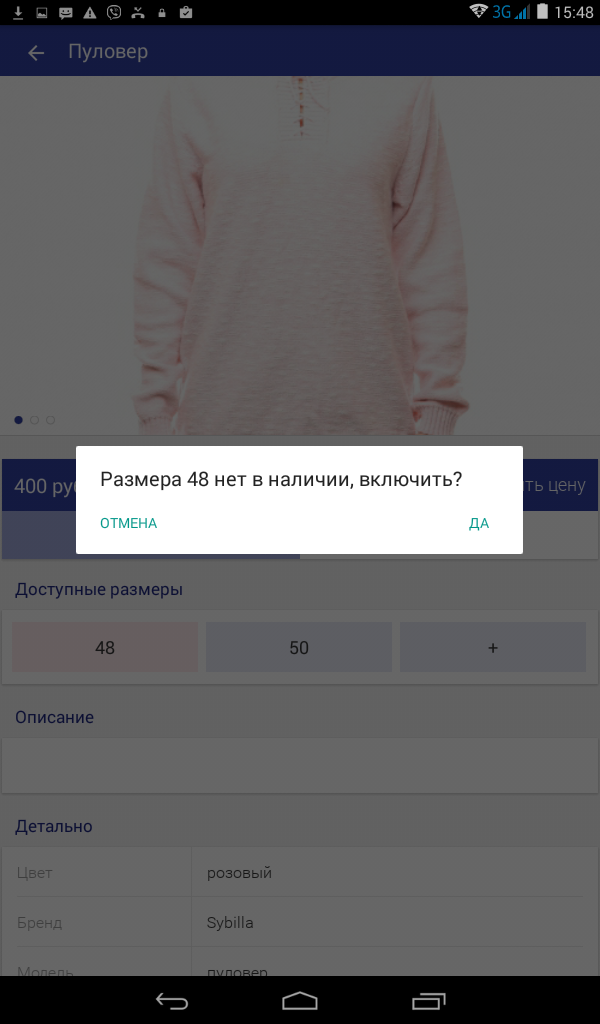 3G 15:48
Пуловер
400
ть цену
Размера 48 нет в наличии, включить?
ОТМЕНА ДА
Доступные размеры
48 50 +
Описание
Детально
Цвет розовый
Бренд Sybilla
Модель пуловер